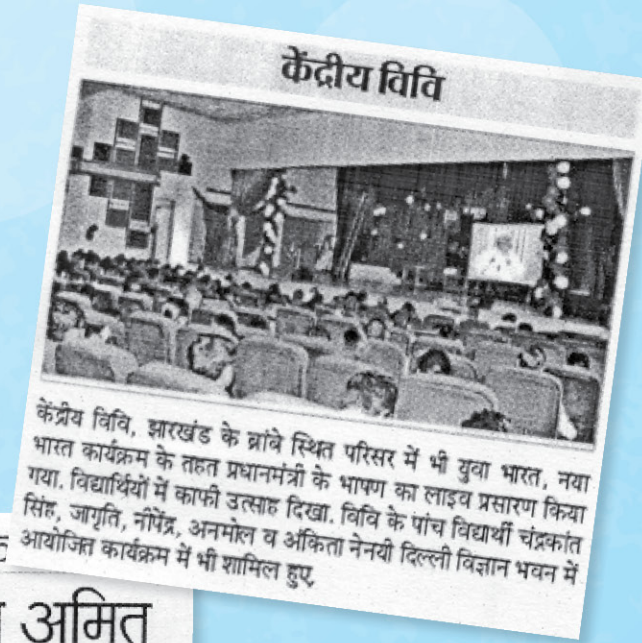 केंद्रीय विवि
केंद्रीय विवि, झारखंड के ब्रांबे स्थित परिसर में भी युवा भारत, नया
भारत कार्यक्रम के तहत प्रधानमंत्री के भाषण का लाइव प्रसारण किया
गया. विद्यार्थियों में काफी उत्साह दिखा. विवि के पांच विद्यार्थी चंद्रकांत
सिंह, जागृति, नीपेंद्र, अनमोल व अंकिता नेनयी दिल्ली विज्ञान भवन में
आयोजित कार्यक्रम में भी शामिल हुए.
अमित